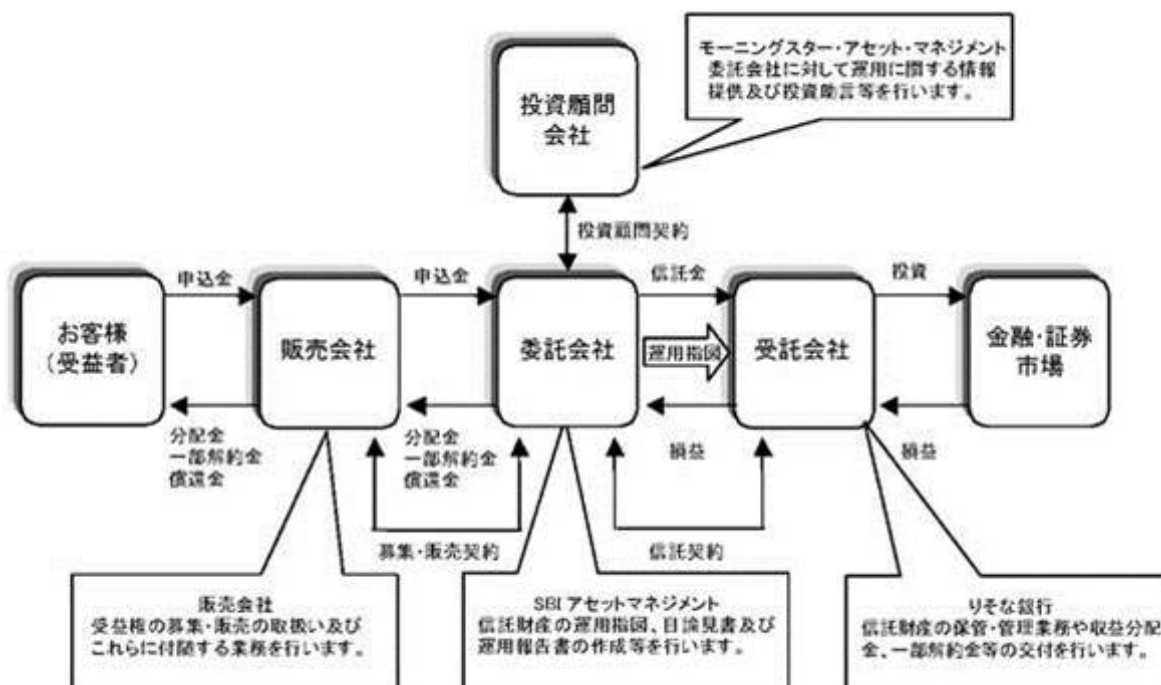 モーニングスター・アセット・マネジメント
委託会社に対して運用に関する情報
提供及び投資助言等を行います。
投資顧問
会社
投資顧問契約
申込金
申込金
信託金
投資
お客様
(受益者)
販売会社
委託会社
運用指図
受託会社
金融・証券
市場
分配金
一部解約金
償還金
分配金
一部解約金
償還金
損益
損益
募集・販売契約
信託契約
販売会社
受益権の募集・販売の取扱い及び
これらに付随する業務を行います。
SBIアセットマネジメント
信託財産の運用指図、目論見書及び
運用報告書の作成等を行います。
りそな銀行
信託財産の保管・管理業務や収益分配
金、一部解約金等の交付を行います。